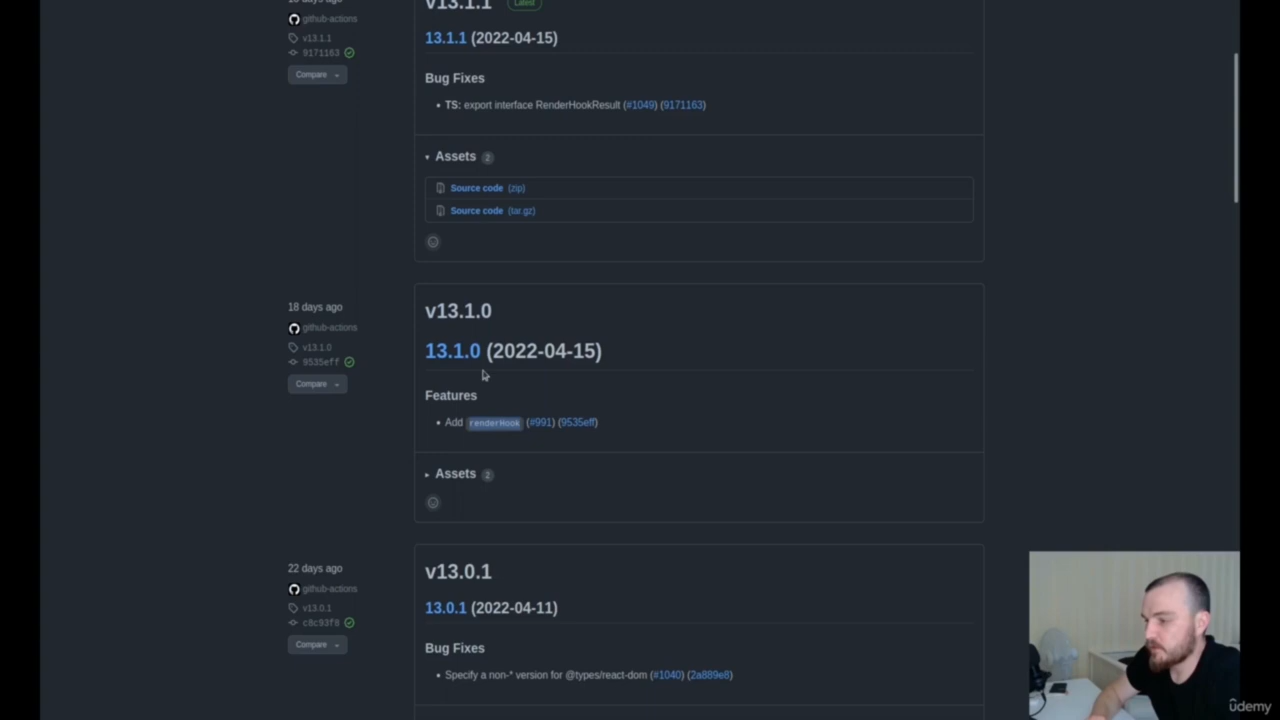 github-actions
v13.1.1
9171163
Compare
v13.1.1 Latest
13.1.1 (2022-04-15)
Bug Fixes
• TS: export interface RenderHookResult (#1049) (9171163)
Assets 2
Source code (zip)
Source code (tar.gz)
18 days ago
github-actions
v13.1.0
9535eff
Compare
v13.1.0
13.1.0 (2022-04-15)
Features
• Add renderHook (#991) (9535eff)
Assets 2
22 days ago
github-actions
v13.0.1
c8c93f8
Compare
v13.0.1
13.0.1 (2022-04-11)
Bug Fixes
• Specify a non-* version for @types/react-dom (#1040) (2a889e8)
udemy